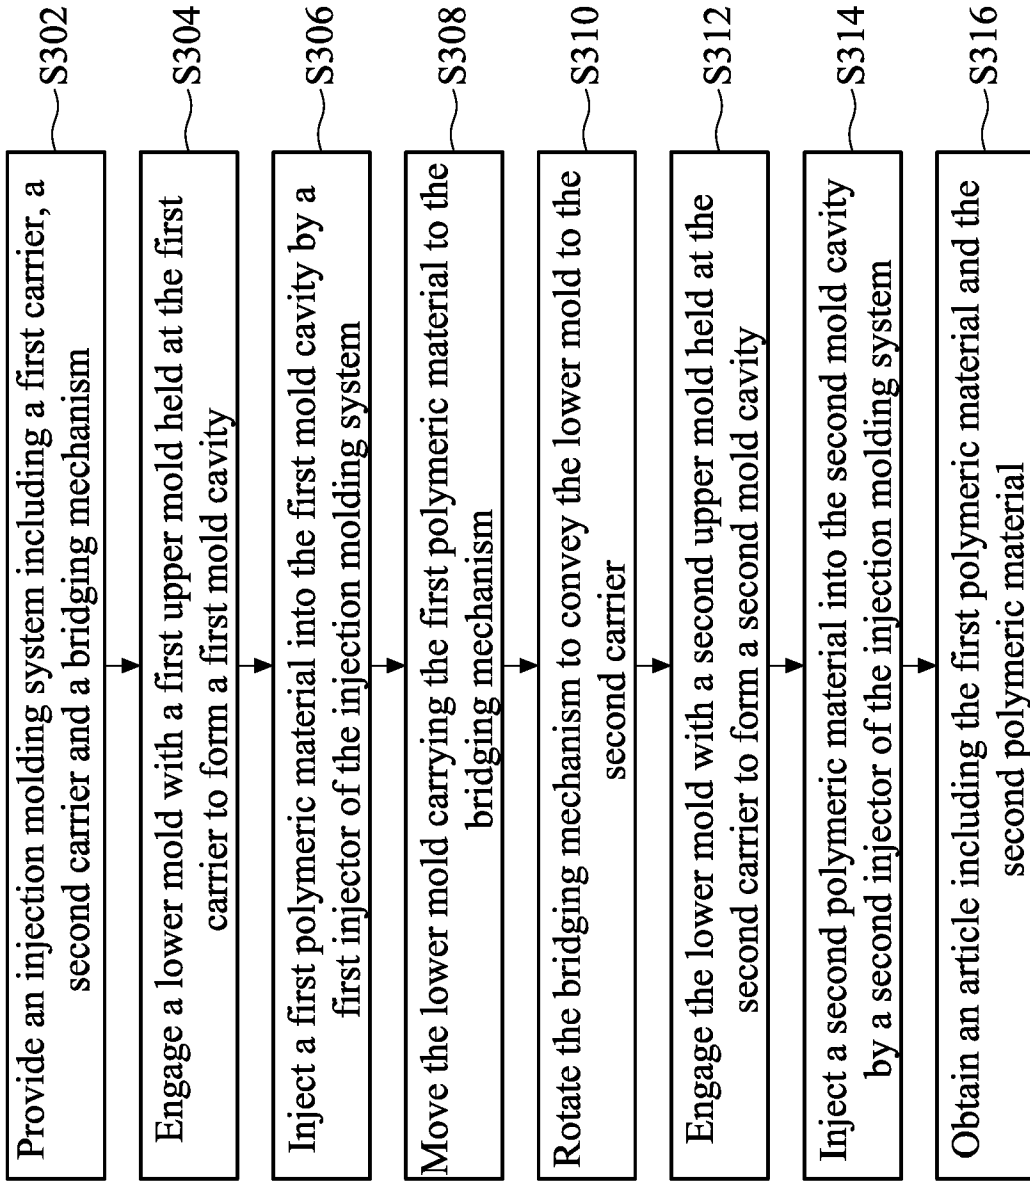 Provide an injection molding system including a first carrier, a
second carrier and a bridging mechanism
S302
Engage a lower mold with a first upper mold held at the first
carrier to form a first mold cavity
S304
Inject a first polymeric material into the first mold cavity by a
first injector of the injection molding system
S306
Move the lower mold carrying the first polymeric material to the
bridging mechanism
S308
Rotate the bridging mechanism to convey the lower mold to the
second carrier
S310
Engage the lower mold with a second upper mold held at the
second carrier to form a second mold cavity
S312
Inject a second polymeric material into the second mold cavity
by a second injector of the injection molding system
S314
Obtain an article including the first polymeric material and the
second polymeric material
S316